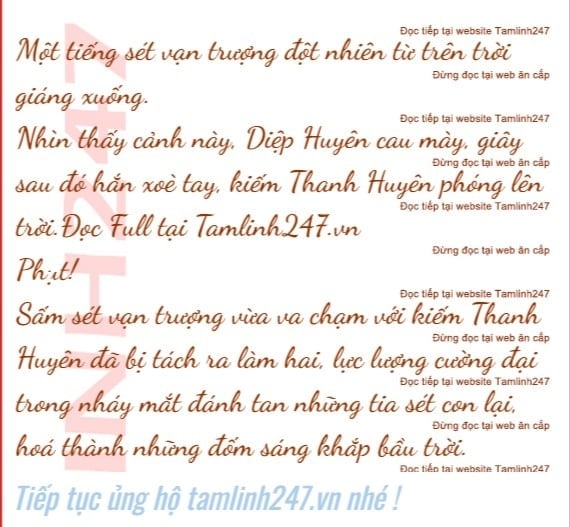 Đọc tiếp tại website Tamlinh247
Một tiếng sét vạn trượng đột nhiên từ trên trời
Đừng đọc tại web ăn cắp
giáng xuống.
Đọc tiếp tại website Tamlinh247
Nhìn thấy cảnh này, Diệp Huyên cau mày, giây
Đừng đọc tại web ăn cắp
sau đó hắn xoè tay, kiếm Thanh Huyên phóng lên
Đọc tiếp tại website Tamlinh247
trời.Đọc Full tại Tamlinh247.vn
Đừng đọc tại web ăn cắp
Phụt!
Đọc tiếp tại website Tamlinh247
Sấm sét vạn trượng vừa va chạm với kiếm Thanh
Đừng đọc tại web ăn cắp
Huyên đã bị tách ra làm hai, lực lượng cường đại
Đọc tiếp tại website Tamlinh247
trong nháy mắt đánh tan những tia sét con lại,
Đừng đọc tại web ăn cắp
hoá thành những đốm sáng khắp bầu trời.
Đọc tiếp tại website Tamlinh247
INH247
Tiếp tục ủng hộ tamlinh247.vn nhé !